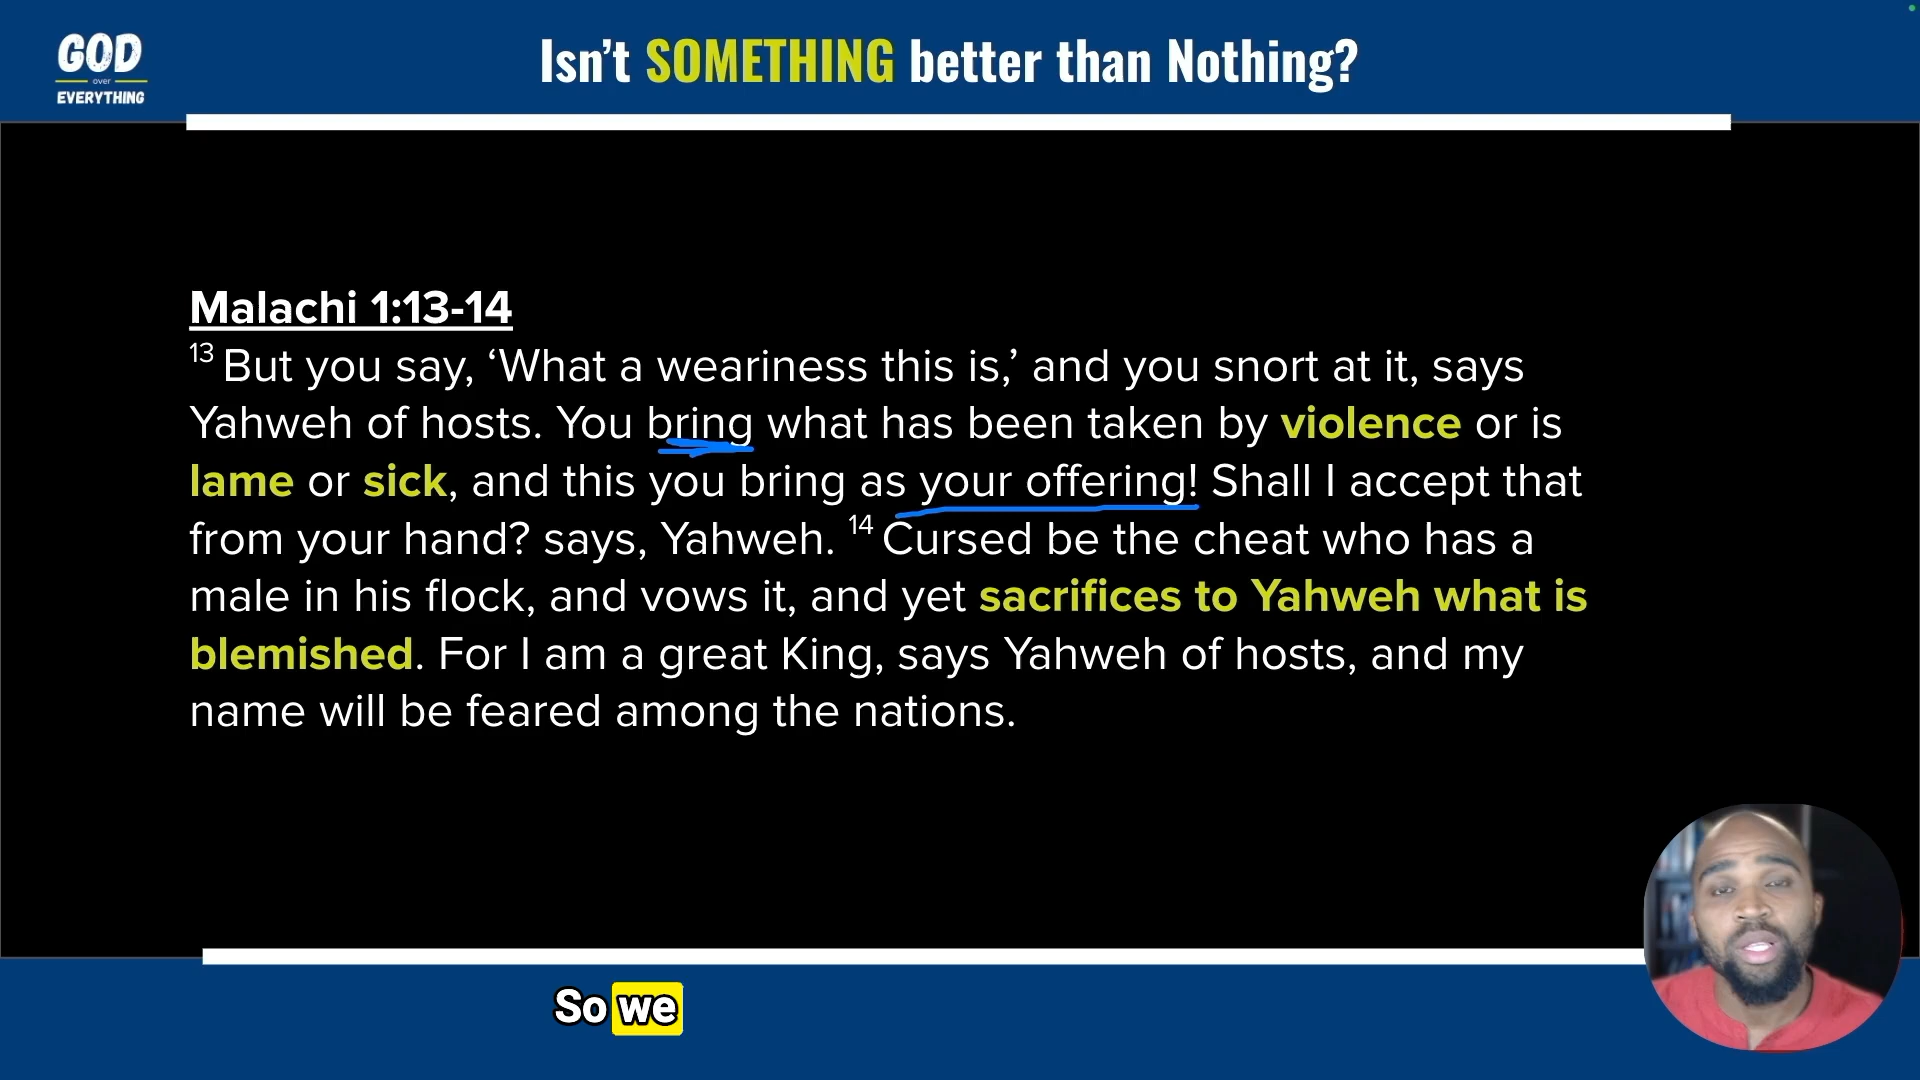 GOD
over
EVERYTHING
Isn’t SOMETHING better than Nothing?
Malachi 1:13-14
13 But you say, ‘What a weariness this is,’ and you snort at it, says
Yahweh of hosts. You bring what has been taken by violence or is
lame or sick, and this you bring as your offering! Shall I accept that
from your hand? says, Yahweh. 14 Cursed be the cheat who has a
male in his flock, and vows it, and yet sacrifices to Yahweh what is
blemished. For I am a great King, says Yahweh of hosts, and my
name will be feared among the nations.
So we